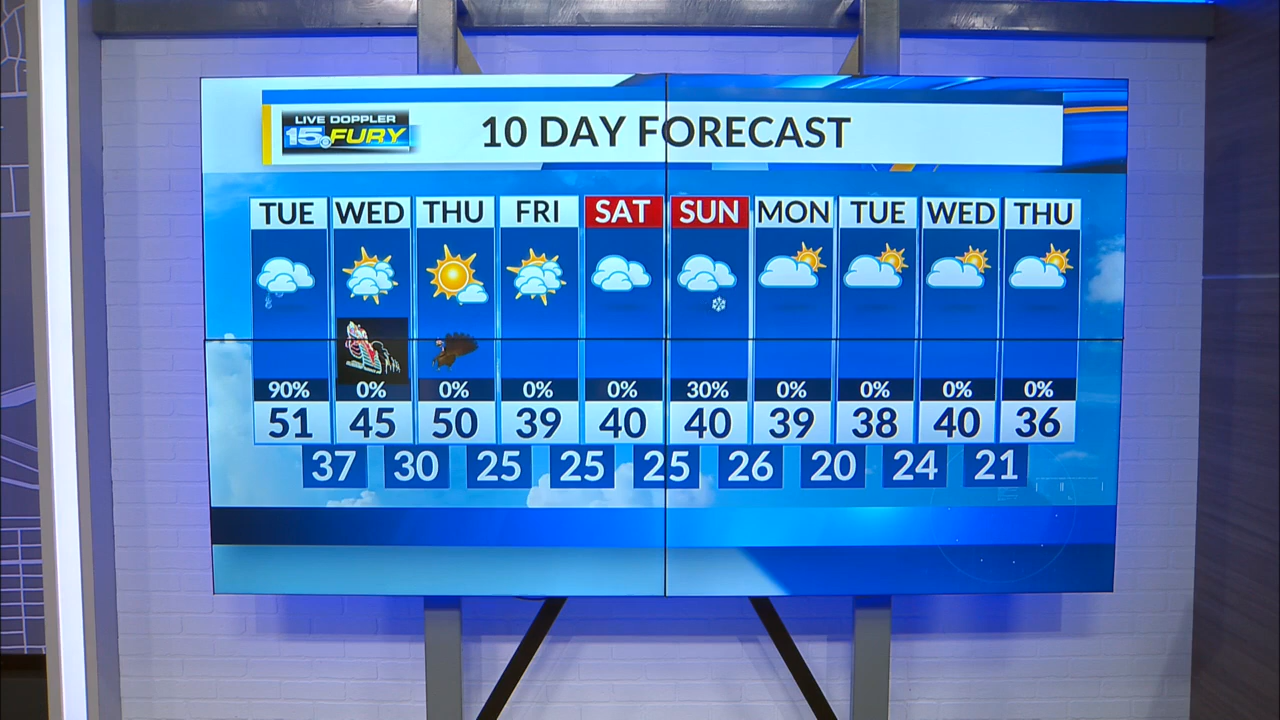 LIVE DOPPLER
15 FURY
10 DAY FORECAST
TUE WED THU FRI SAT SUN MON TUE WED THU
90% 0% 0% 0% 0% 30% 0% 0% 0% 0%
51 45 50 39 40 40 39 38 40 36
37 30 25 25 25 26 20 24 21